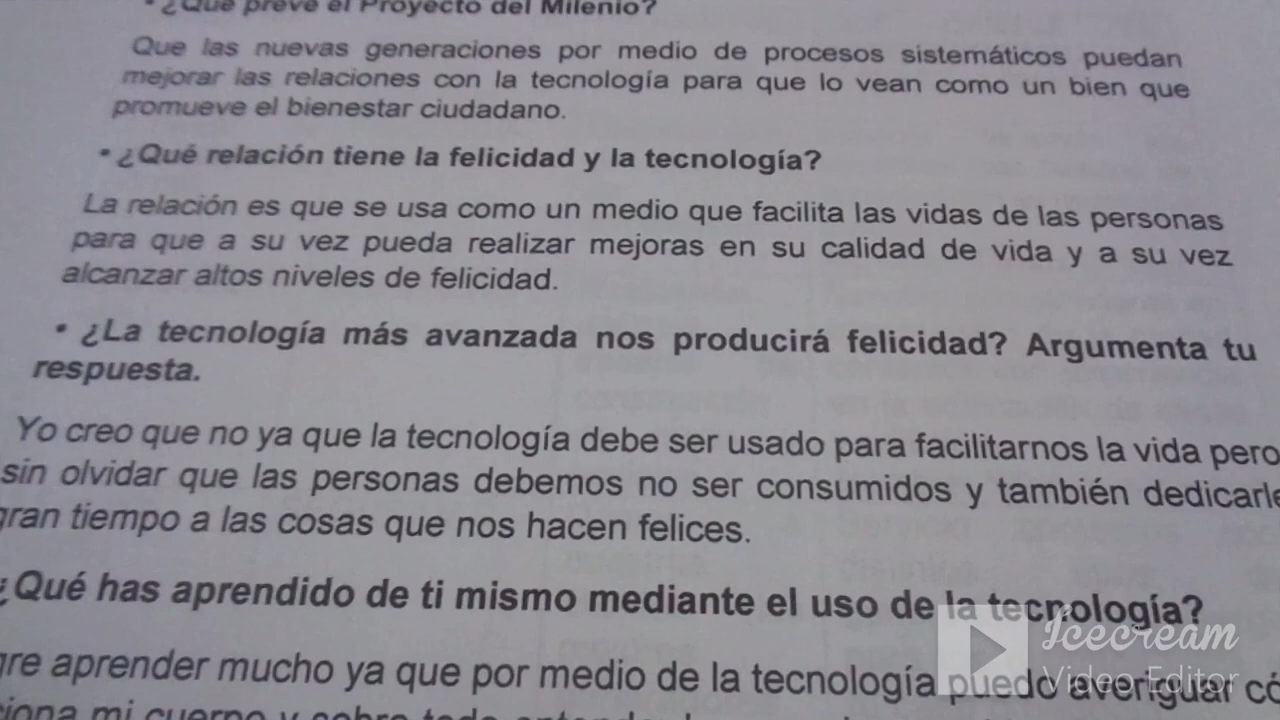 • ¿Qué prevé el Proyecto del Milenio?
Que las nuevas generaciones por medio de procesos sistemáticos puedan
mejorar las relaciones con la tecnología para que lo vean como un bien que
promueve el bienestar ciudadano.
• ¿Qué relación tiene la felicidad y la tecnología?
La relación es que se usa como un medio que facilita las vidas de las personas
para que a su vez pueda realizar mejoras en su calidad de vida y a su vez
alcanzar altos niveles de felicidad.
• ¿La tecnología más avanzada nos producirá felicidad? Argumenta tu
respuesta.
Yo creo que no ya que la tecnología debe ser usado para facilitarnos la vida pero
sin olvidar que las personas debemos no ser consumidos y también dedicarle
gran tiempo a las cosas que nos hacen felices.
¿Qué has aprendido de ti mismo mediante el uso de la tecnología?
gre aprender mucho ya que por medio de la tecnología puedo averiguar có
ciona mi cuerpo y sobre todo
Icecream
Video Editor